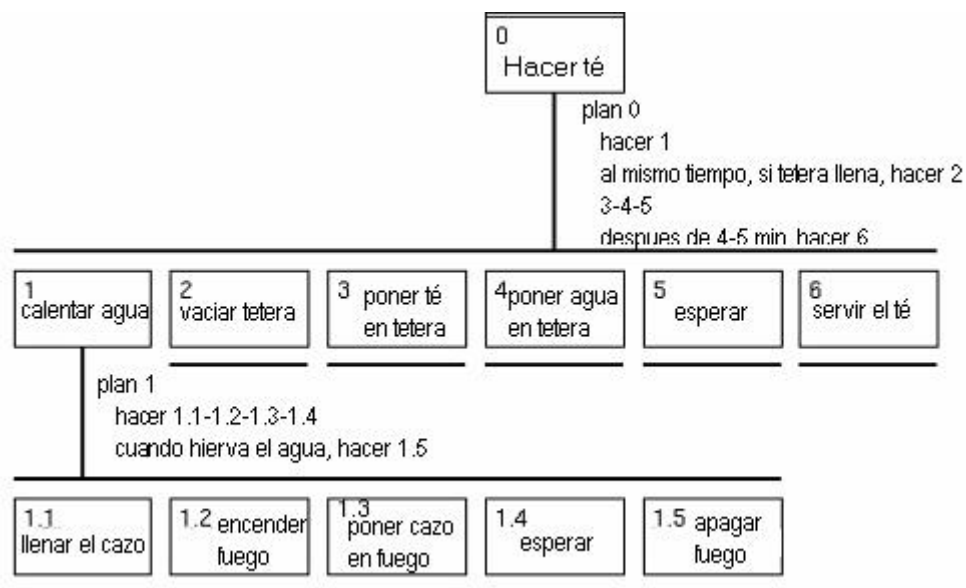 0
Hacer té
plan 0
hacer 1
al mismo tiempo, si tetera llena, hacer 2
3-4-5
despues de 4-5 min. hacer 6
1
calentar agua
2
vaciar tetera
3 poner té
en tetera
4 poner agua
en tetera
5
esperar
6
servir el té
plan 1
hacer 1.1-1.2-1.3-1.4
cuando hierva el agua, hacer 1.5
1.1
llenar el cazo
1.2 encender
fuego
1.3
poner cazo
en fuego
1.4
esperar
1.5 apagar
fuego